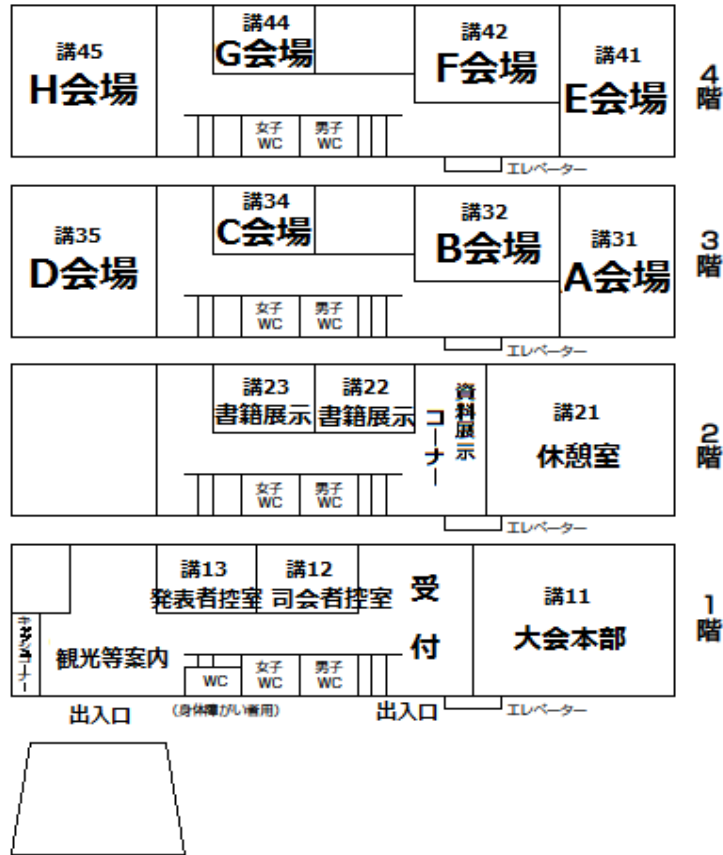 講45
H会場
講44
G会場
講42
F会場
講41
E会場
4階
女子
WC
男子
WC
エレベーター
講35
D会場
講34
C会場
講32
B会場
講31
A会場
3階
女子
WC
男子
WC
エレベーター
講23
書籍展示
講22
書籍展示
資料展示
コーナー
講21
休憩室
2階
女子
WC
男子
WC
エレベーター
講13
発表者控室
講12
司会者控室
受付
講11
大会本部
1階
観光等案内
WC
女子
WC
男子
WC
出入口
(身体障がい者用)
出入口
エレベーター